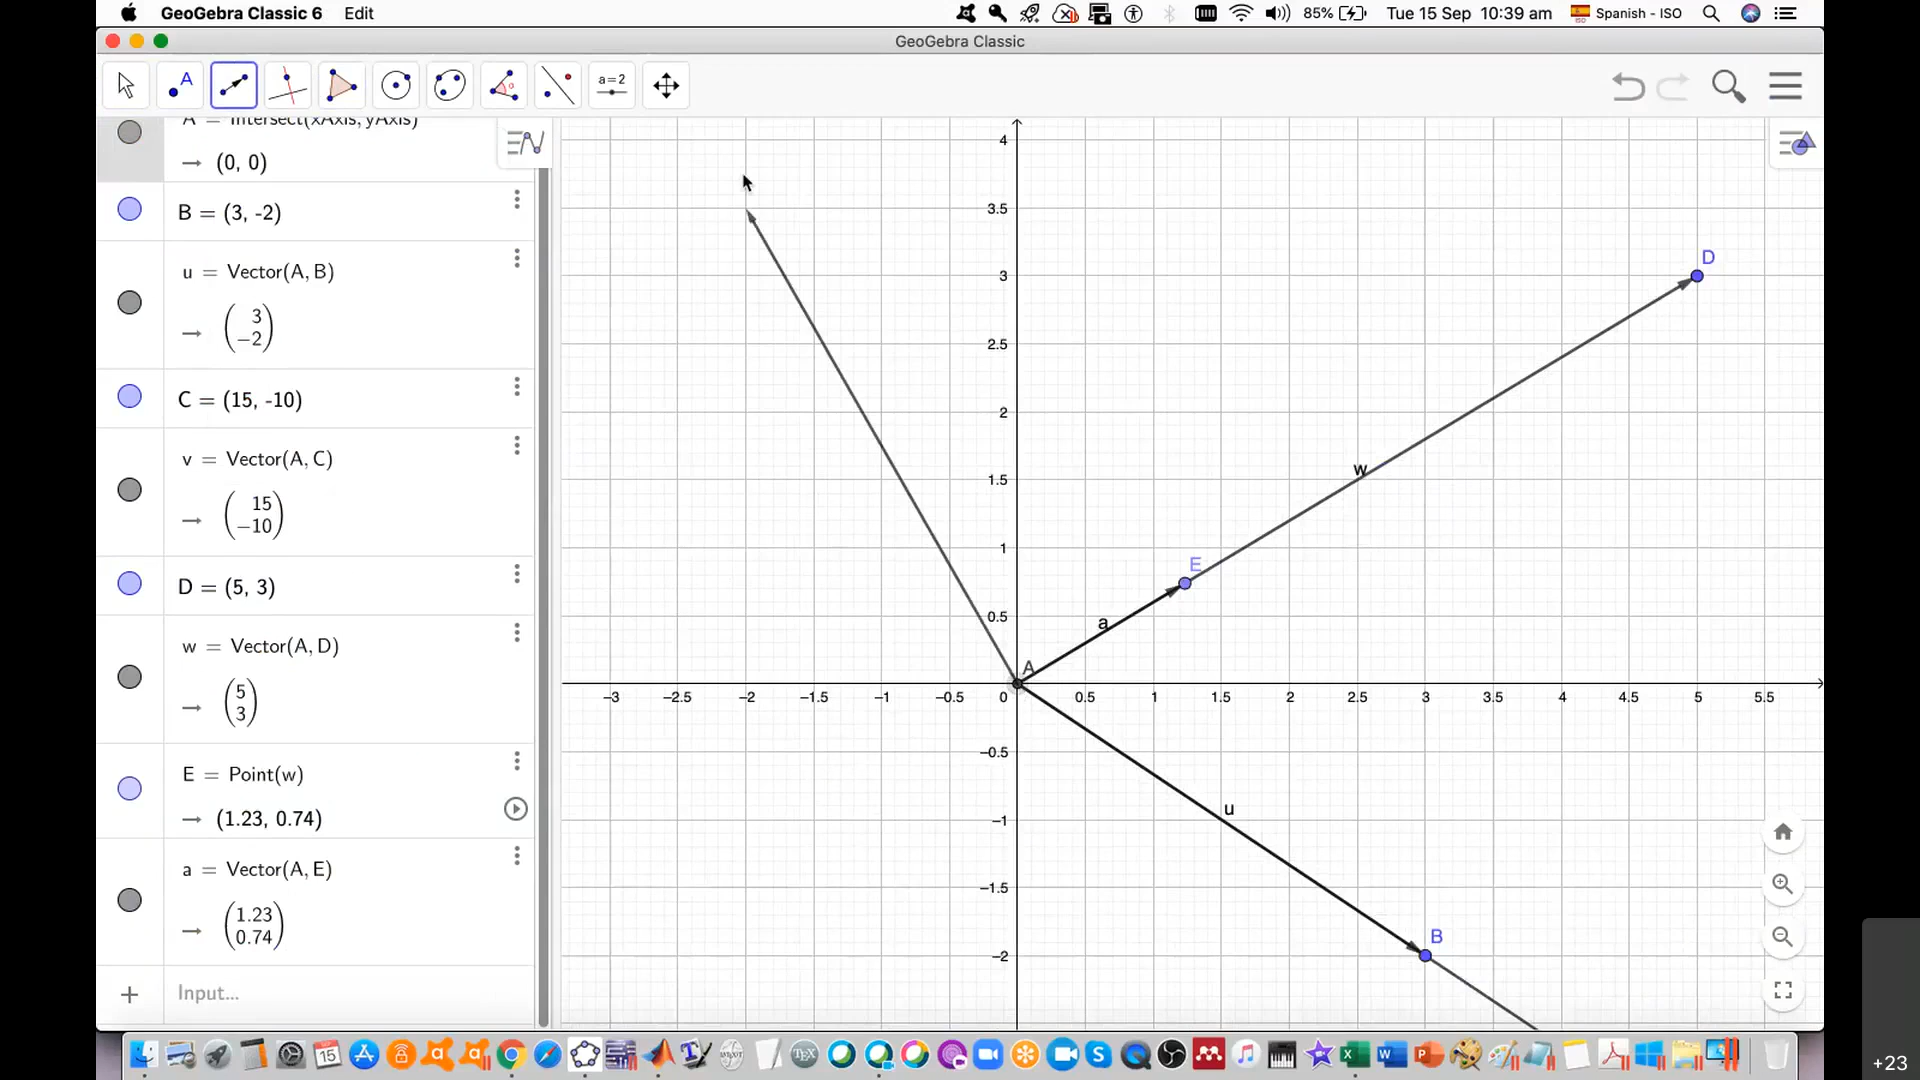 GeoGebra Classic 6 Edit 85% Tue 15 Sep 10:39 am Spanish - ISO
GeoGebra Classic
A a=2
A = Intersect(xAxis, yAxis)
→ (0, 0)
B = (3, -2)
u = Vector(A, B)
→ (3
−2)
C = (15, -10)
v = Vector(A, C)
→ (15
−10)
D = (5, 3)
w = Vector(A, D)
→ (5
3)
E = Point(w)
→ (1.23, 0.74)
a = Vector(A, E)
→ (1.23
0.74)
+ Input...
4
3.5
3
2.5
2
1.5
1
0.5
−3 −2.5 −2 −1.5 −1 −0.5 0 0.5 1 1.5 2 2.5 3 3.5 4 4.5 5 5.5
−0.5
−1
−1.5
−2
D
w
E
a
A
u
B
15
+23